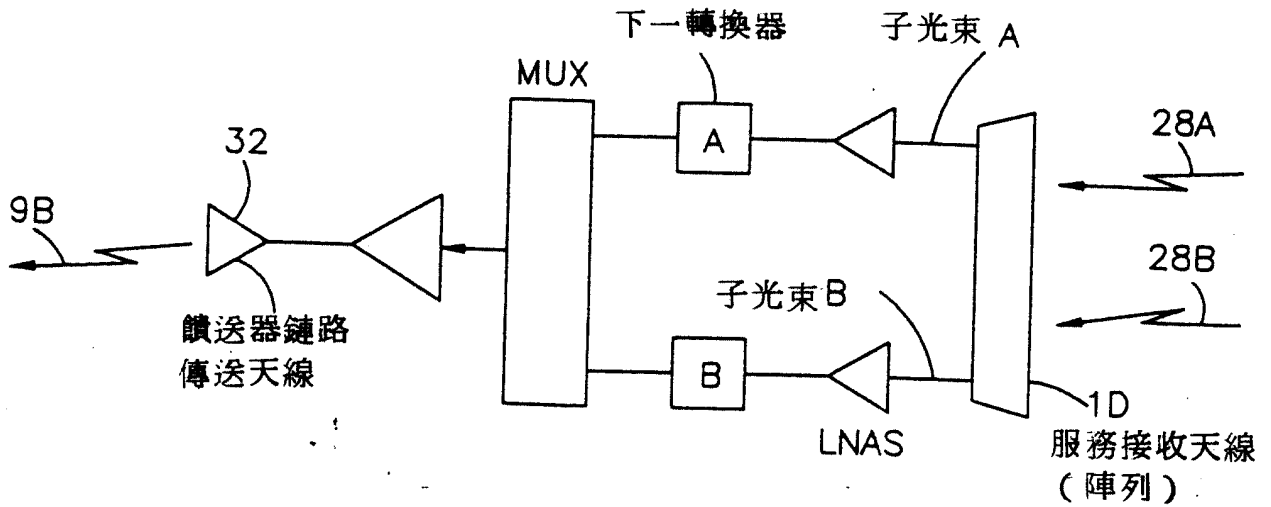 下一轉換器
子光束 A
MUX
A
28A
32
9B
28B
子光束B
饋送器鏈路
傳送天線
B
1D
LNAS
服務接收天線
(陣列)